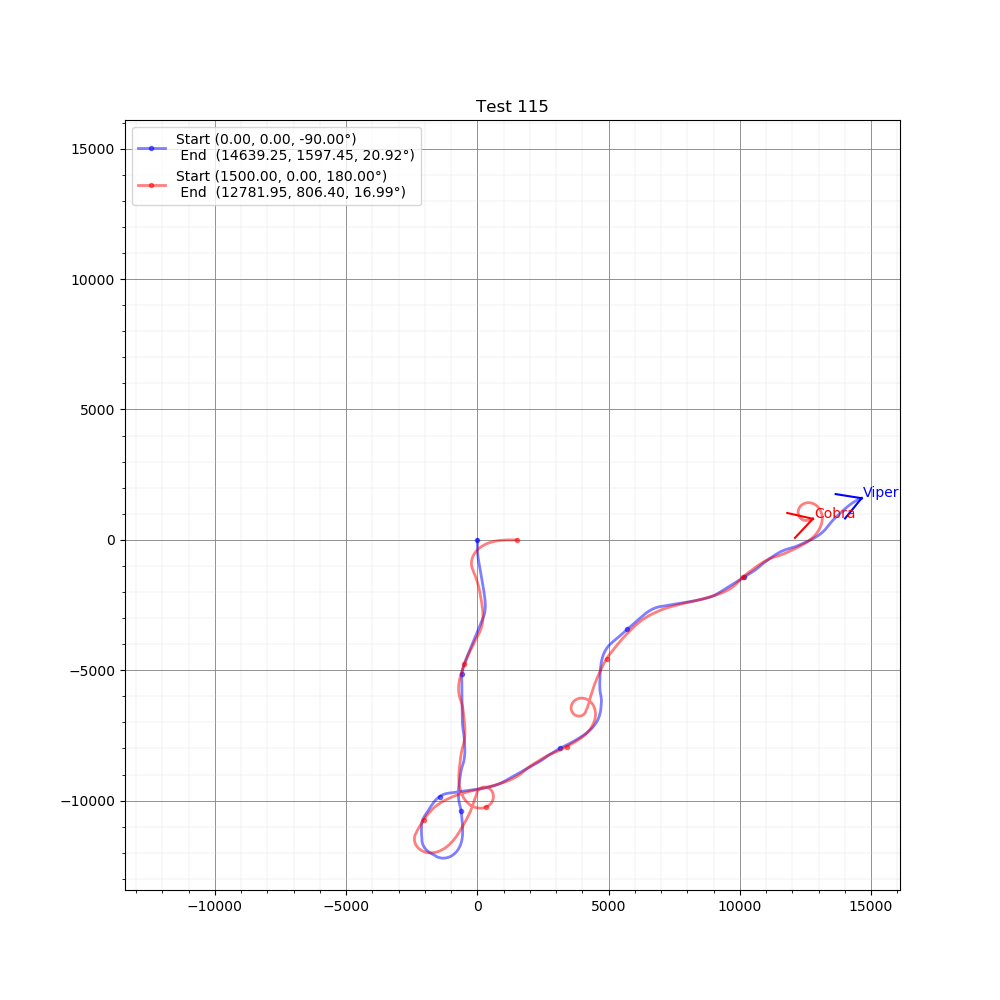 Test 115
Start (0.00, 0.00, -90.00°)
End (14639.25, 1597.45, 20.92°)
Start (1500.00, 0.00, 180.00°)
End (12781.95, 806.40, 16.99°)
15000
10000
5000
0
−5000
−10000
Viper
Cobra
−10000
−5000
0
5000
10000
15000